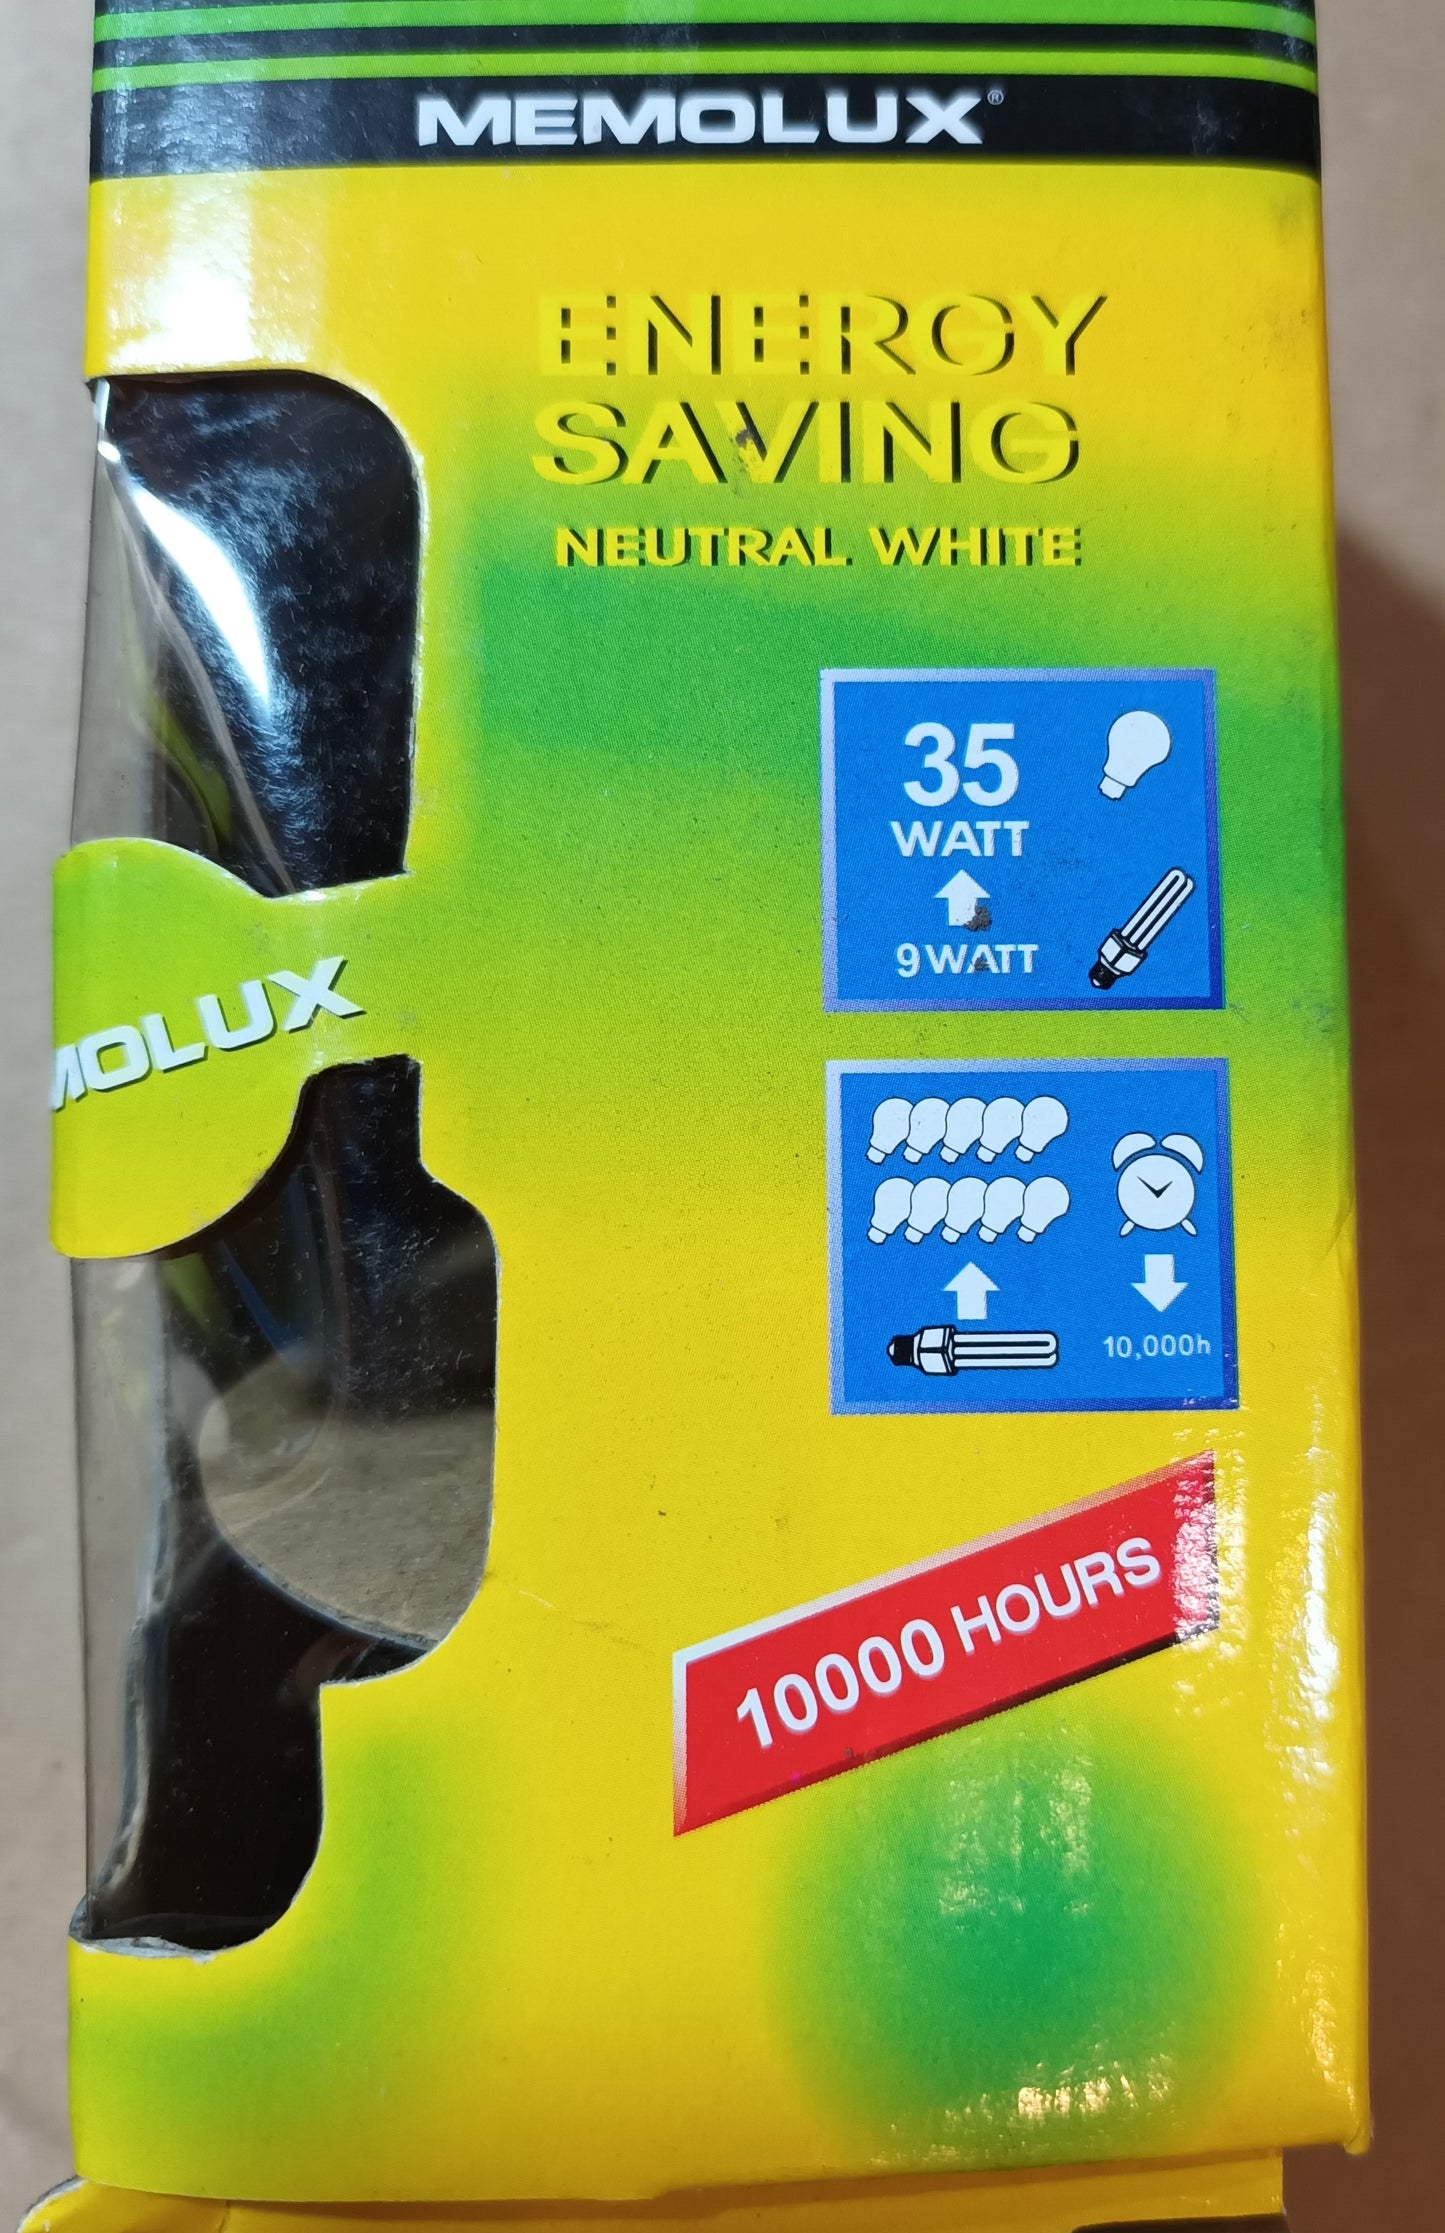 MEMOLUX®
ENERGY
SAVING
NEUTRAL WHITE
35
WATT
9 WATT
MOLUX
10,000h
10000 HOURS